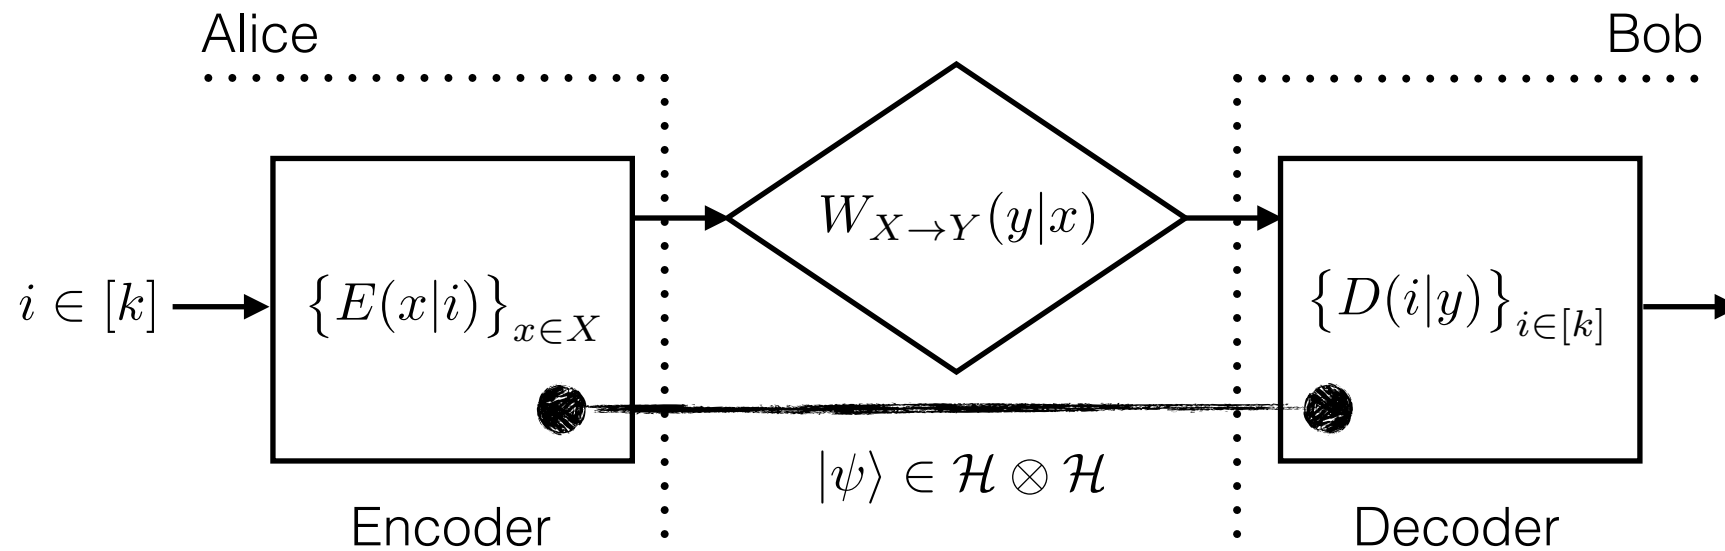 Alice
Bob
i ∈ [k]
{E(x|i)}_{x∈X}
W_{X→Y}(y|x)
{D(i|y)}_{i∈[k]}
|ψ⟩ ∈ ℋ ⊗ ℋ
Encoder
Decoder